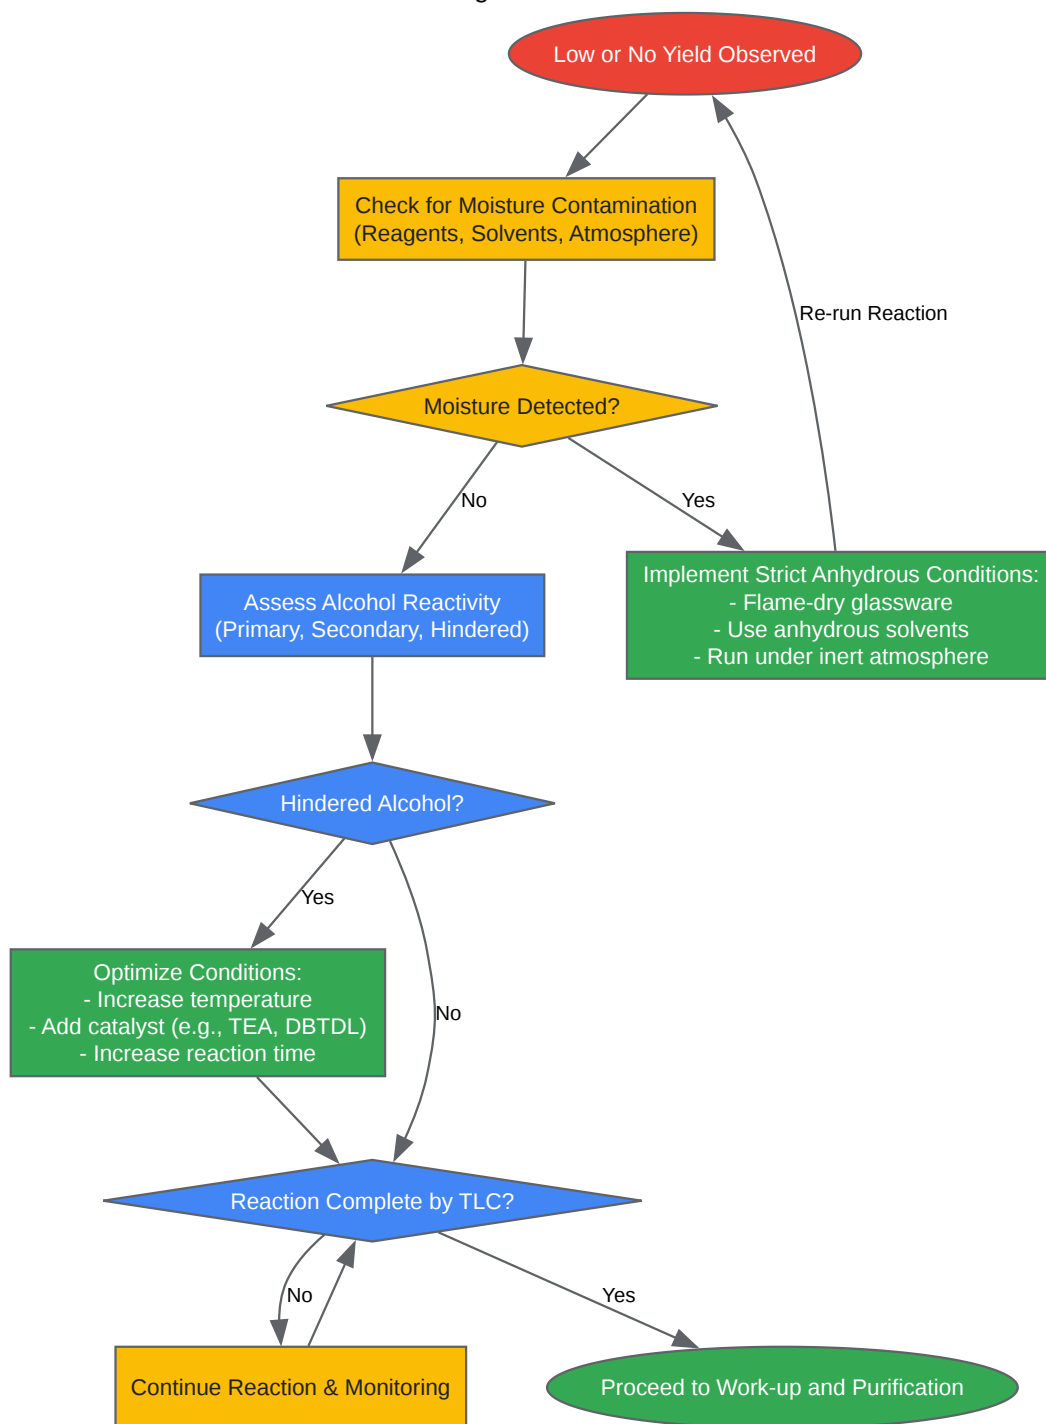 Low or No Yield Observed
Check for Moisture Contamination
(Reagents, Solvents, Atmosphere)
Re-run Reaction
Moisture Detected?
No
Yes
Assess Alcohol Reactivity
(Primary, Secondary, Hindered)
Implement Strict Anhydrous Conditions:
- Flame-dry glassware
- Use anhydrous solvents
- Run under inert atmosphere
Hindered Alcohol?
Yes
Optimize Conditions:
- Increase temperature
- Add catalyst (e.g., TEA, DBTDL)
- Increase reaction time
No
Reaction Complete by TLC?
No
Yes
Continue Reaction & Monitoring
Proceed to Work-up and Purification